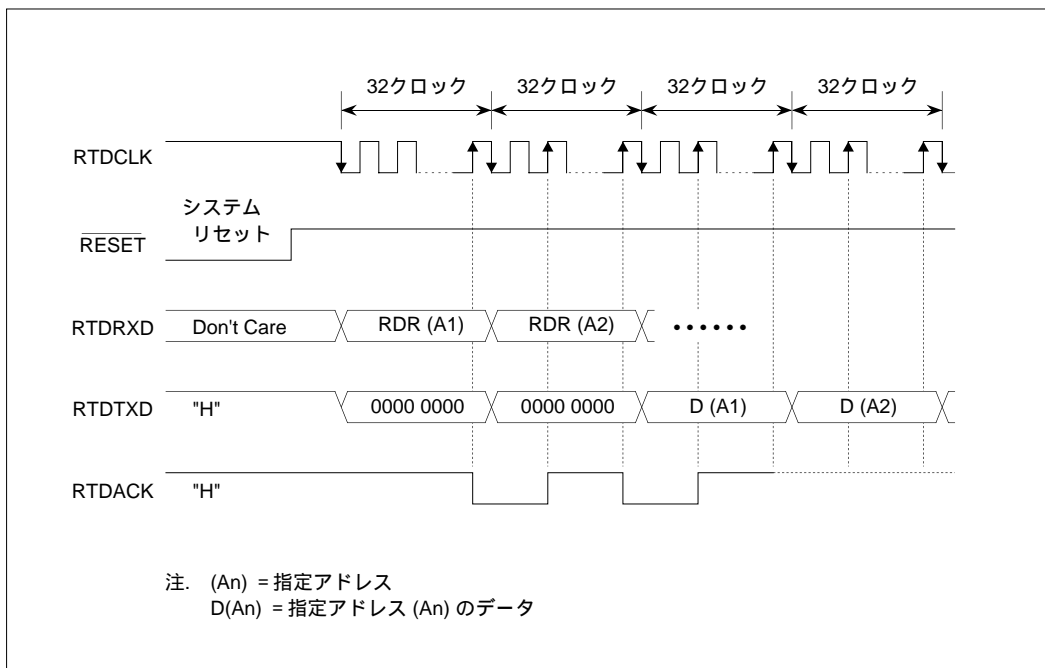 32クロック 32クロック 32クロック 32クロック
RTDCLK
システム
リセット
RESET
RTDRXD Don't Care RDR (A1) RDR (A2) ••••••
RTDTXD "H" 0000 0000 0000 0000 D (A1) D (A2)
RTDACK "H"
注. (An) = 指定アドレス
D(An) = 指定アドレス (An) のデータ